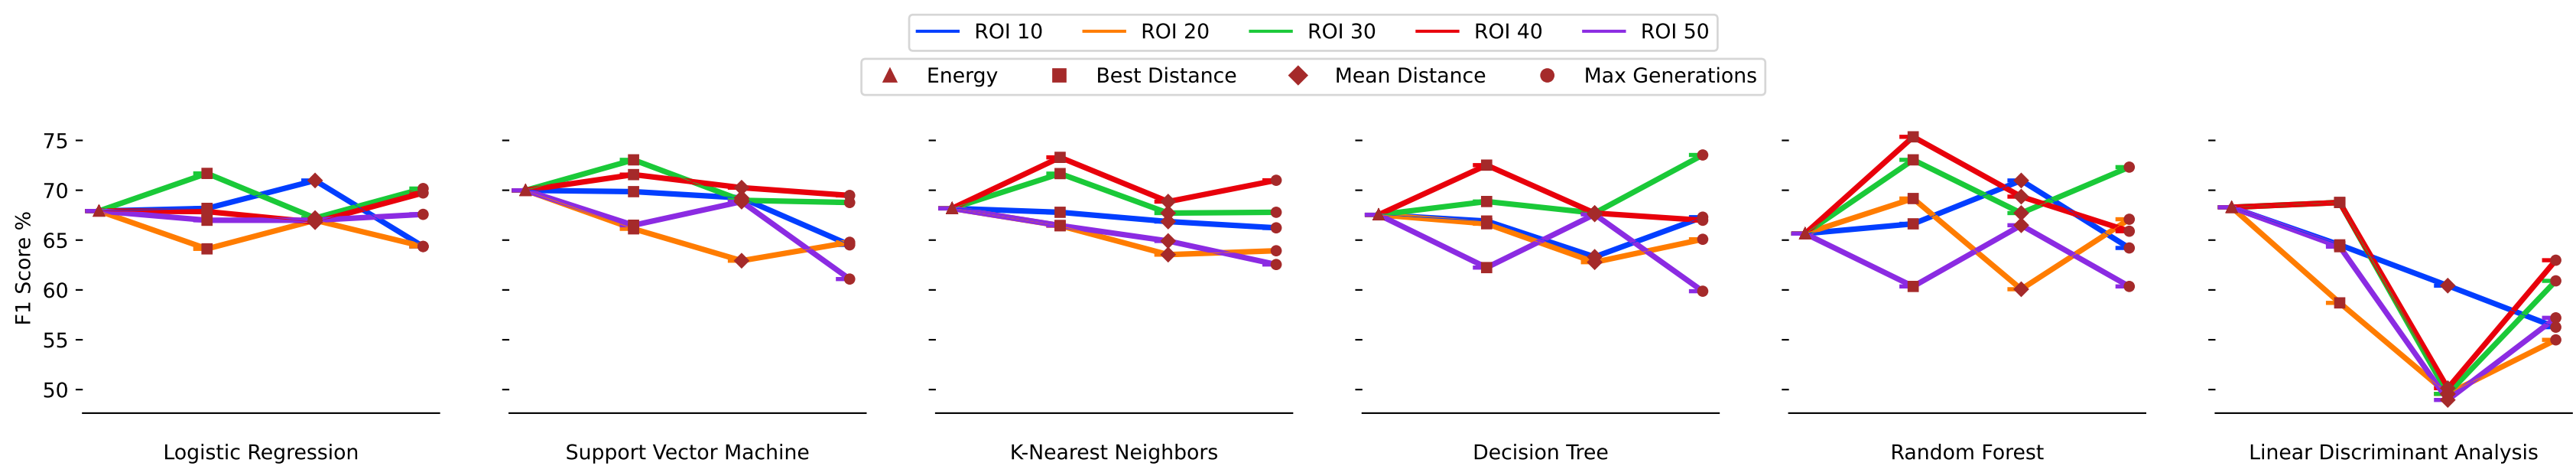 ROI 10 ROI 20 ROI 30 ROI 40 ROI 50
Energy Best Distance Mean Distance Max Generations
F1 Score %
75
70
65
60
55
50
Logistic Regression Support Vector Machine K-Nearest Neighbors Decision Tree Random Forest Linear Discriminant Analysis